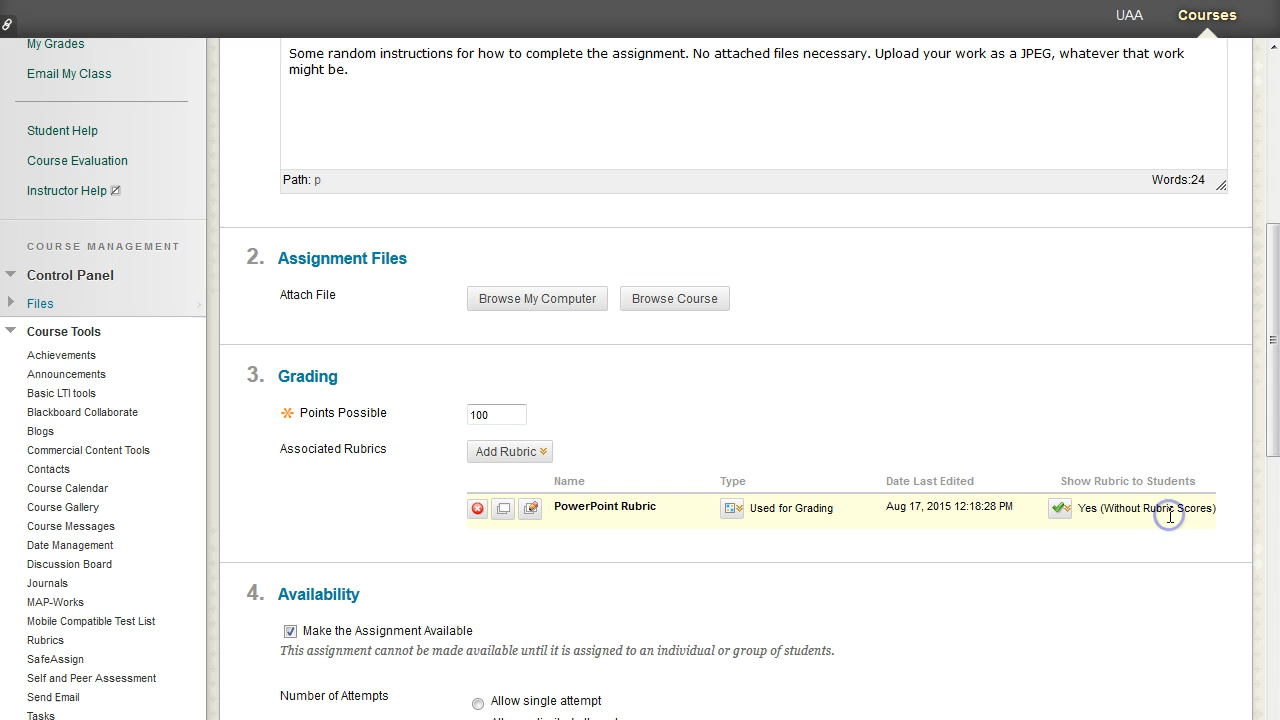 UAA
Courses
My Grades
Email My Class
Student Help
Course Evaluation
Instructor Help
COURSE MANAGEMENT
Control Panel
Files
Course Tools
Achievements
Announcements
Basic LTI tools
Blackboard Collaborate
Blogs
Commercial Content Tools
Contacts
Course Calendar
Course Gallery
Course Messages
Date Management
Discussion Board
Journals
MAP-Works
Mobile Compatible Test List
Rubrics
SafeAssign
Self and Peer Assessment
Send Email
Tasks
Some random instructions for how to complete the assignment. No attached files necessary. Upload your work as a JPEG, whatever that work
might be.
Path: p
Words:24
2. Assignment Files
Attach File
Browse My Computer
Browse Course
3. Grading
Points Possible
100
Associated Rubrics
Add Rubric
Name Type Date Last Edited Show Rubric to Students
PowerPoint Rubric Used for Grading Aug 17, 2015 12:18:28 PM Yes (Without Rubric Scores)
4. Availability
Make the Assignment Available
This assignment cannot be made available until it is assigned to an individual or group of students.
Number of Attempts
Allow single attempt